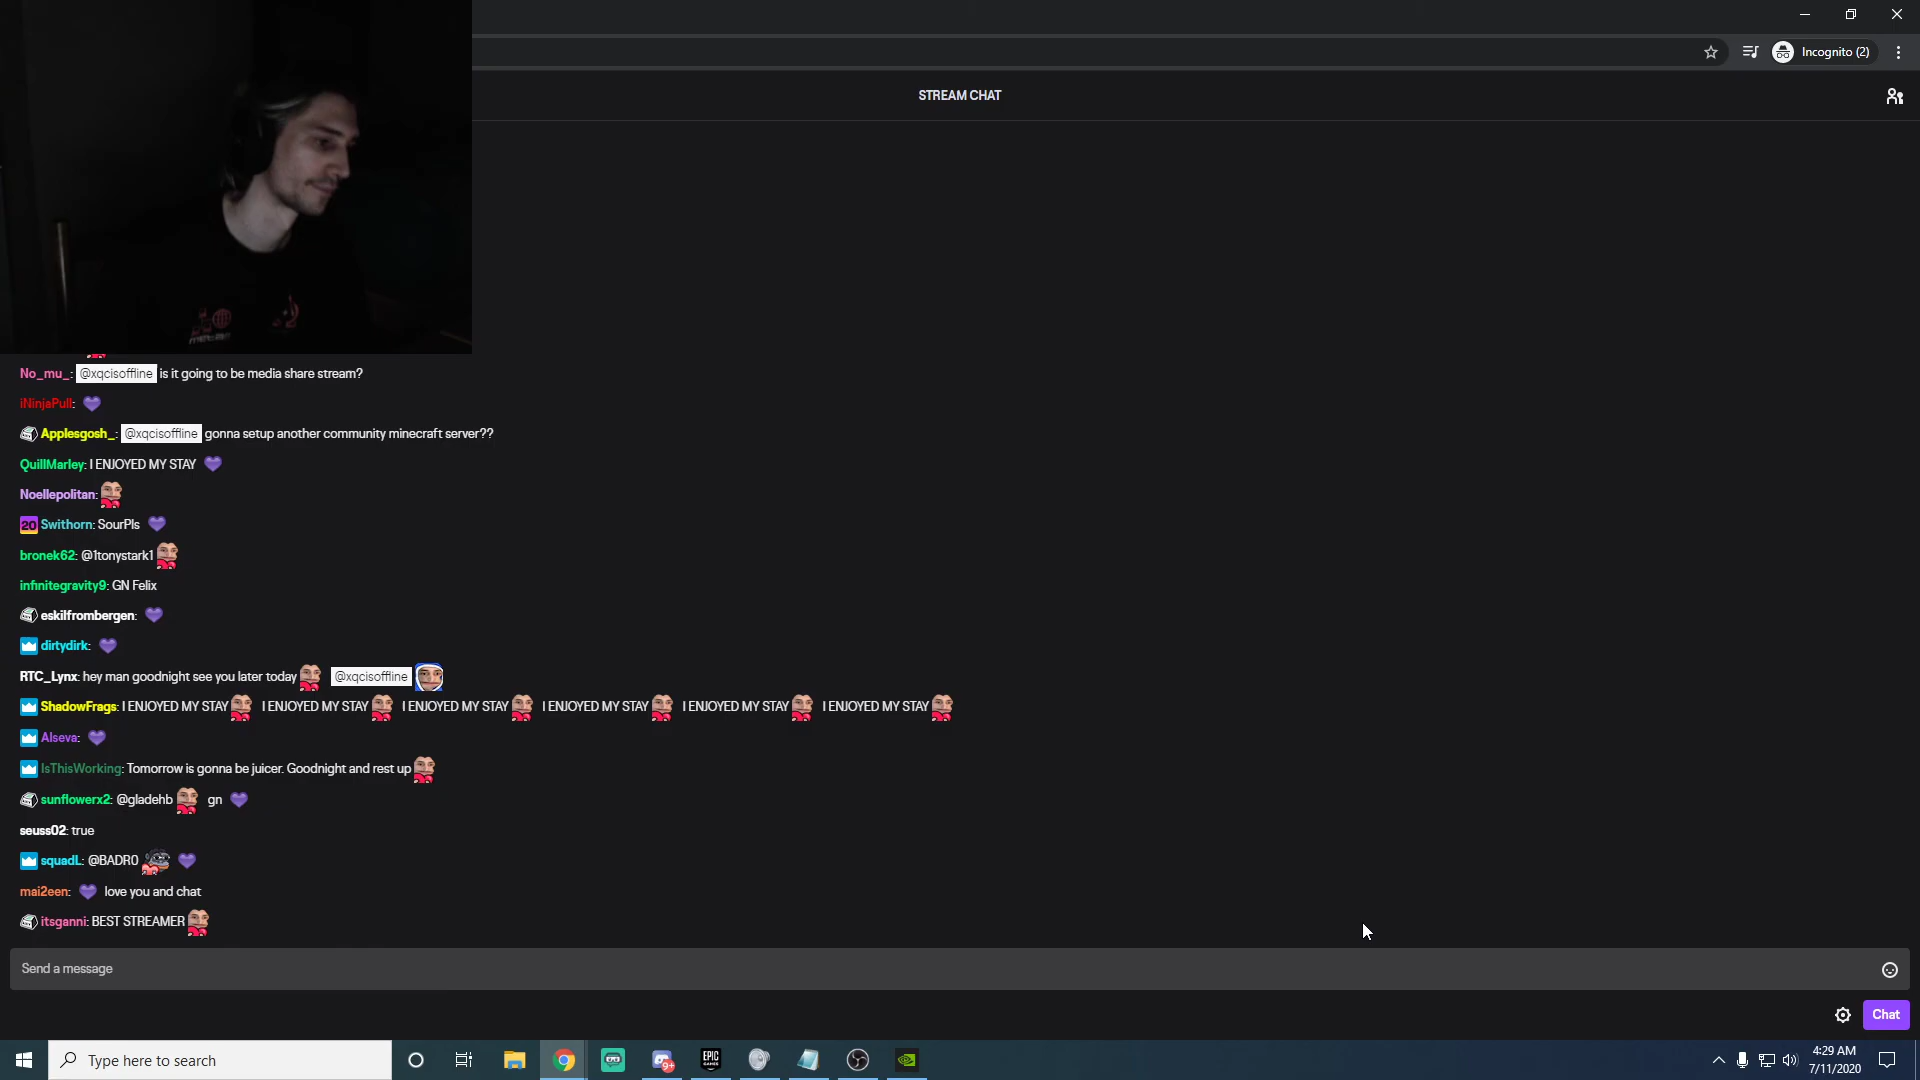 Incognito (2)
STREAM CHAT
No_mu_: @xqcisoffline is it going to be media share stream?
iNinjaPull:
Applesgosh_: @xqcisoffline gonna setup another community minecraft server??
QuillMarley: I ENJOYED MY STAY
Noellepolitan:
20 Swithorn: SourPls
bronek62: @1tonystark1
infinitegravity9: GN Felix
eskilfrombergen:
dirtydirk:
RTC_Lynx: hey man goodnight see you later today @xqcisoffline
ShadowFrags: I ENJOYED MY STAY I ENJOYED MY STAY I ENJOYED MY STAY I ENJOYED MY STAY I ENJOYED MY STAY I ENJOYED MY STAY
Alseva:
IsThisWorking: Tomorrow is gonna be juicer. Goodnight and rest up
sunflowerx2: @gladehb gn
seuss02: true
squadL: @BADR0
mai2een: love you and chat
itsganni: BEST STREAMER
Send a message
Chat
Type here to search
9+
EPIC
GAMES
4:29 AM
7/11/2020